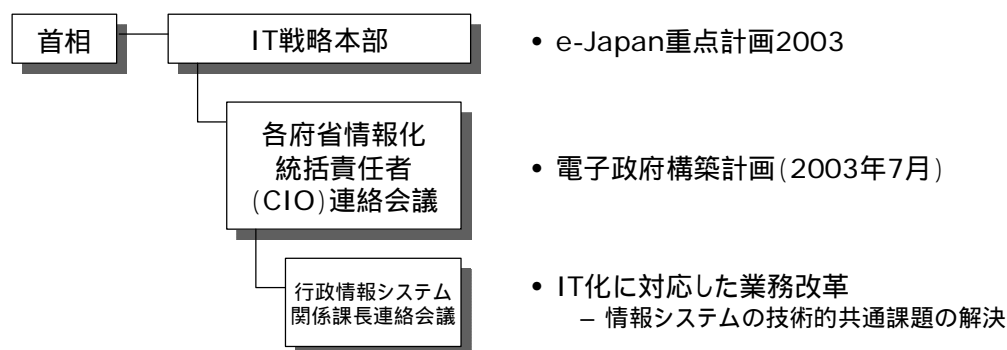 首相
IT戦略本部
• e-Japan重点計画2003
各府省情報化
統括責任者
(CIO)連絡会議
• 電子政府構築計画(2003年7月)
行政情報システム
関係課長連絡会議
• IT化に対応した業務改革
– 情報システムの技術的共通課題の解決